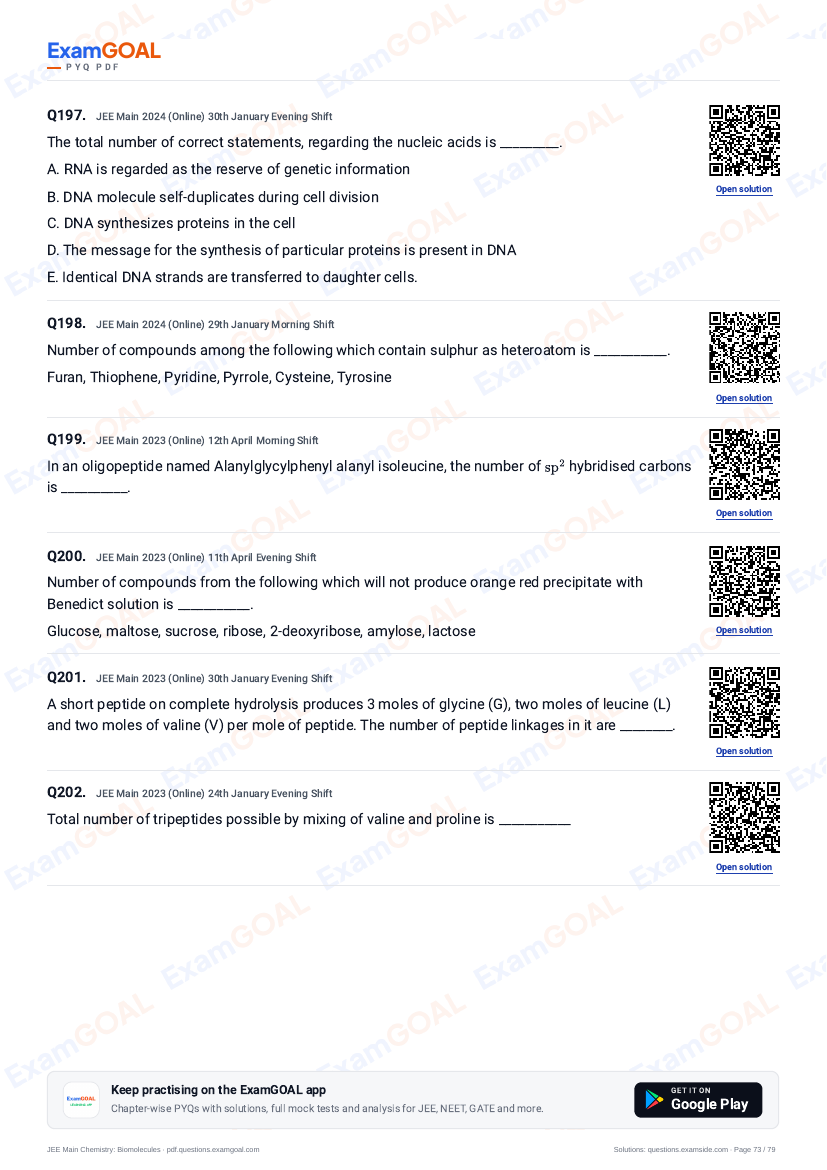 ExamGOAL
PYQ PDF
Q197. JEE Main 2024 (Online) 30th January Evening Shift
The total number of correct statements, regarding the nucleic acids is _________.
A. RNA is regarded as the reserve of genetic information
B. DNA molecule self-duplicates during cell division
C. DNA synthesizes proteins in the cell
D. The message for the synthesis of particular proteins is present in DNA
E. Identical DNA strands are transferred to daughter cells.
Open solution
Q198. JEE Main 2024 (Online) 29th January Morning Shift
Number of compounds among the following which contain sulphur as heteroatom is ___________.
Furan, Thiophene, Pyridine, Pyrrole, Cysteine, Tyrosine
Open solution
Q199. JEE Main 2023 (Online) 12th April Morning Shift
In an oligopeptide named Alanylglycylphenyl alanyl isoleucine, the number of sp² hybridised carbons
is __________.
Open solution
Q200. JEE Main 2023 (Online) 11th April Evening Shift
Number of compounds from the following which will not produce orange red precipitate with
Benedict solution is ___________.
Glucose, maltose, sucrose, ribose, 2-deoxyribose, amylose, lactose
Open solution
Q201. JEE Main 2023 (Online) 30th January Evening Shift
A short peptide on complete hydrolysis produces 3 moles of glycine (G), two moles of leucine (L)
and two moles of valine (V) per mole of peptide. The number of peptide linkages in it are ________.
Open solution
Q202. JEE Main 2023 (Online) 24th January Evening Shift
Total number of tripeptides possible by mixing of valine and proline is ___________
Open solution
ExamGOAL
Keep practising on the ExamGOAL app
Chapter-wise PYQs with solutions, full mock tests and analysis for JEE, NEET, GATE and more.
GET IT ON
Google Play
JEE Main Chemistry: Biomolecules · pdf.questions.examgoal.com
Solutions: questions.examside.com · Page 73 / 79